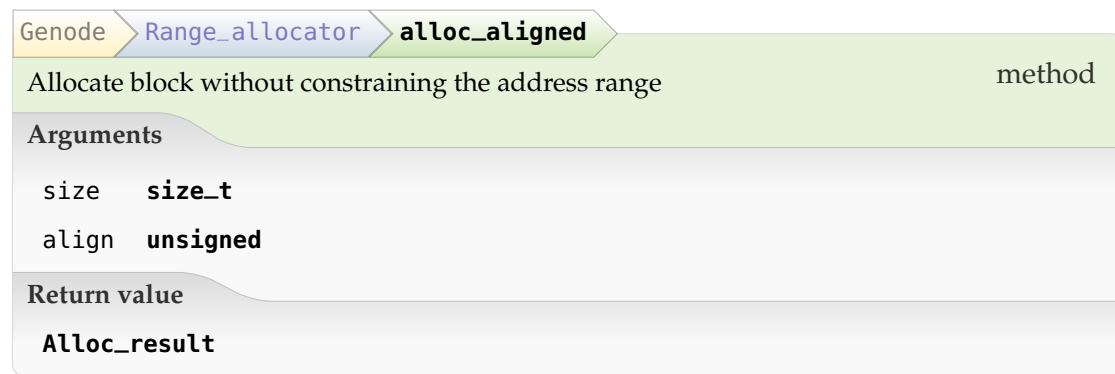 Genode Range_allocator alloc_aligned
Allocate block without constraining the address range method
Arguments
size size_t
align unsigned
Return value
Alloc_result